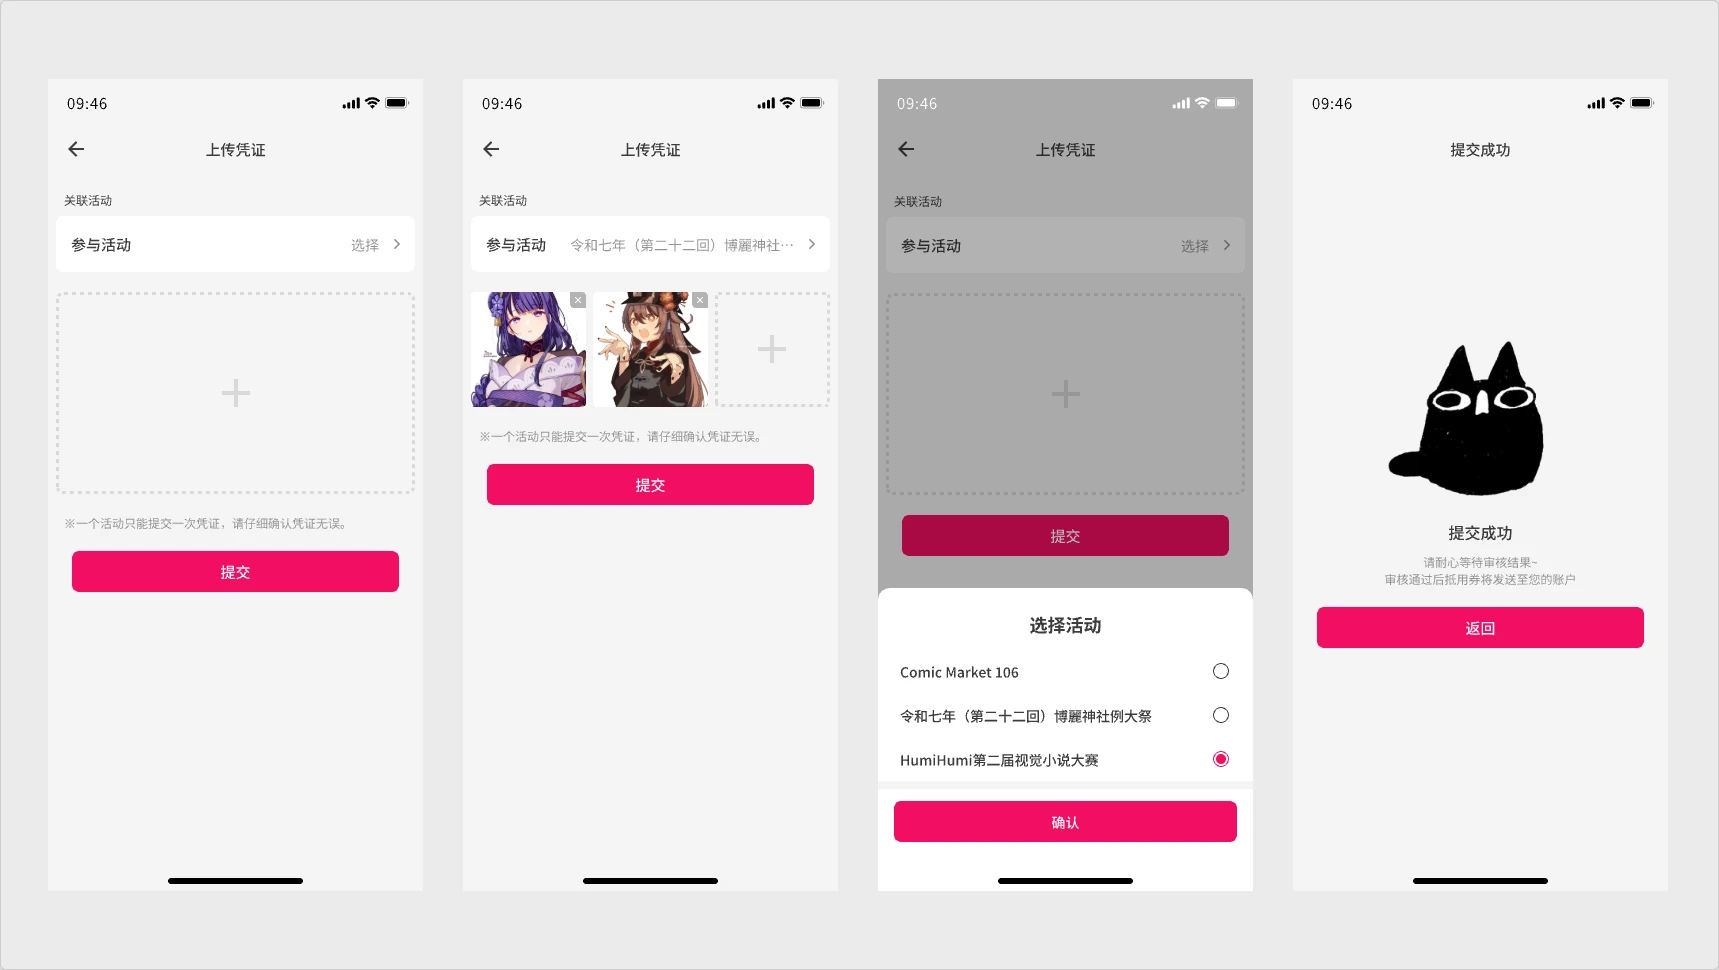 09:46
上传凭证
关联活动
参与活动 选择
※一个活动只能提交一次凭证，请仔细确认凭证无误。
提交
09:46
上传凭证
关联活动
参与活动 令和七年（第二十二回）博麗神社…
※一个活动只能提交一次凭证，请仔细确认凭证无误。
提交
09:46
上传凭证
关联活动
参与活动 选择
提交
选择活动
Comic Market 106
令和七年（第二十二回）博麗神社例大祭
HumiHumi第二届视觉小说大赛
确认
09:46
提交成功
提交成功
请耐心等待审核结果~
审核通过后抵用券将发送至您的账户
返回